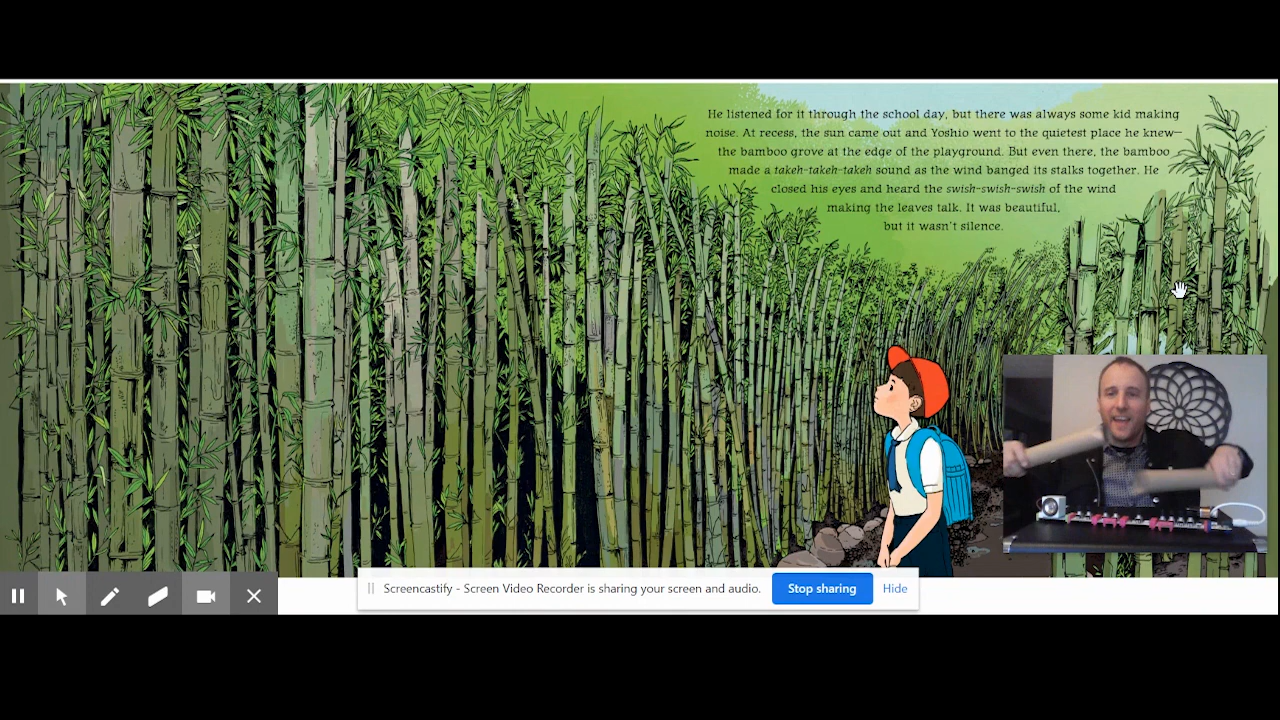 He listened for it through the school day, but there was always some kid making
noise. At recess, the sun came out and Yoshio went to the quietest place he knew—
the bamboo grove at the edge of the playground. But even there, the bamboo
made a takeh-takeh-takeh sound as the wind banged its stalks together. He
closed his eyes and heard the swish-swish-swish of the wind
making the leaves talk. It was beautiful,
but it wasn't silence.
Screencastify - Screen Video Recorder is sharing your screen and audio.
Stop sharing
Hide